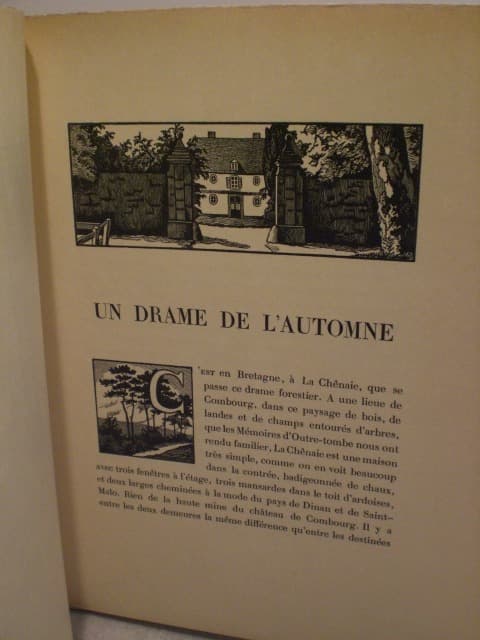 UN DRAME DE L'AUTOMNE
C'EST en Bretagne, à La Chênaie, que se
passe ce drame forestier. A une lieue de
Combourg, dans ce paysage de bois, de
landes et de champs entourés d'arbres,
que les Mémoires d'Outre-tombe nous ont
rendu familier, La Chênaie est une maison
très simple, comme on en voit beaucoup
dans la contrée, badigeonnée de chaux,
avec trois fenêtres à l'étage, trois mansardes dans le toit d'ardoises,
et deux larges cheminées à la mode du pays de Dinan et de Saint-
Malo. Rien de la haute mine du château de Combourg. Il y a
entre les deux demeures la même différence qu'entre les destinées